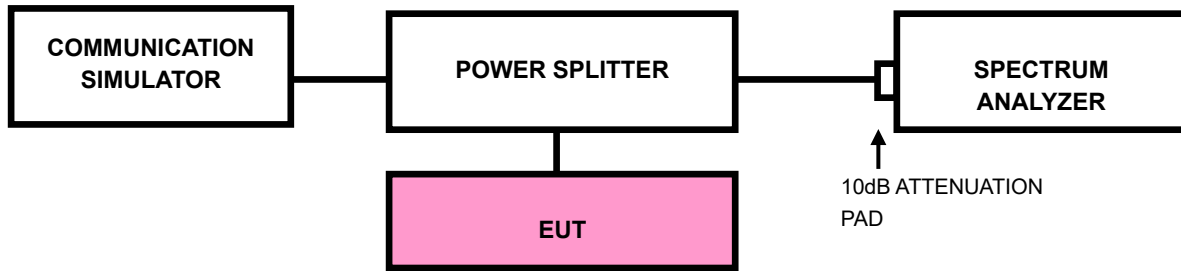 COMMUNICATION
SIMULATOR
POWER SPLITTER
SPECTRUM
ANALYZER
10dB ATTENUATION
PAD
EUT